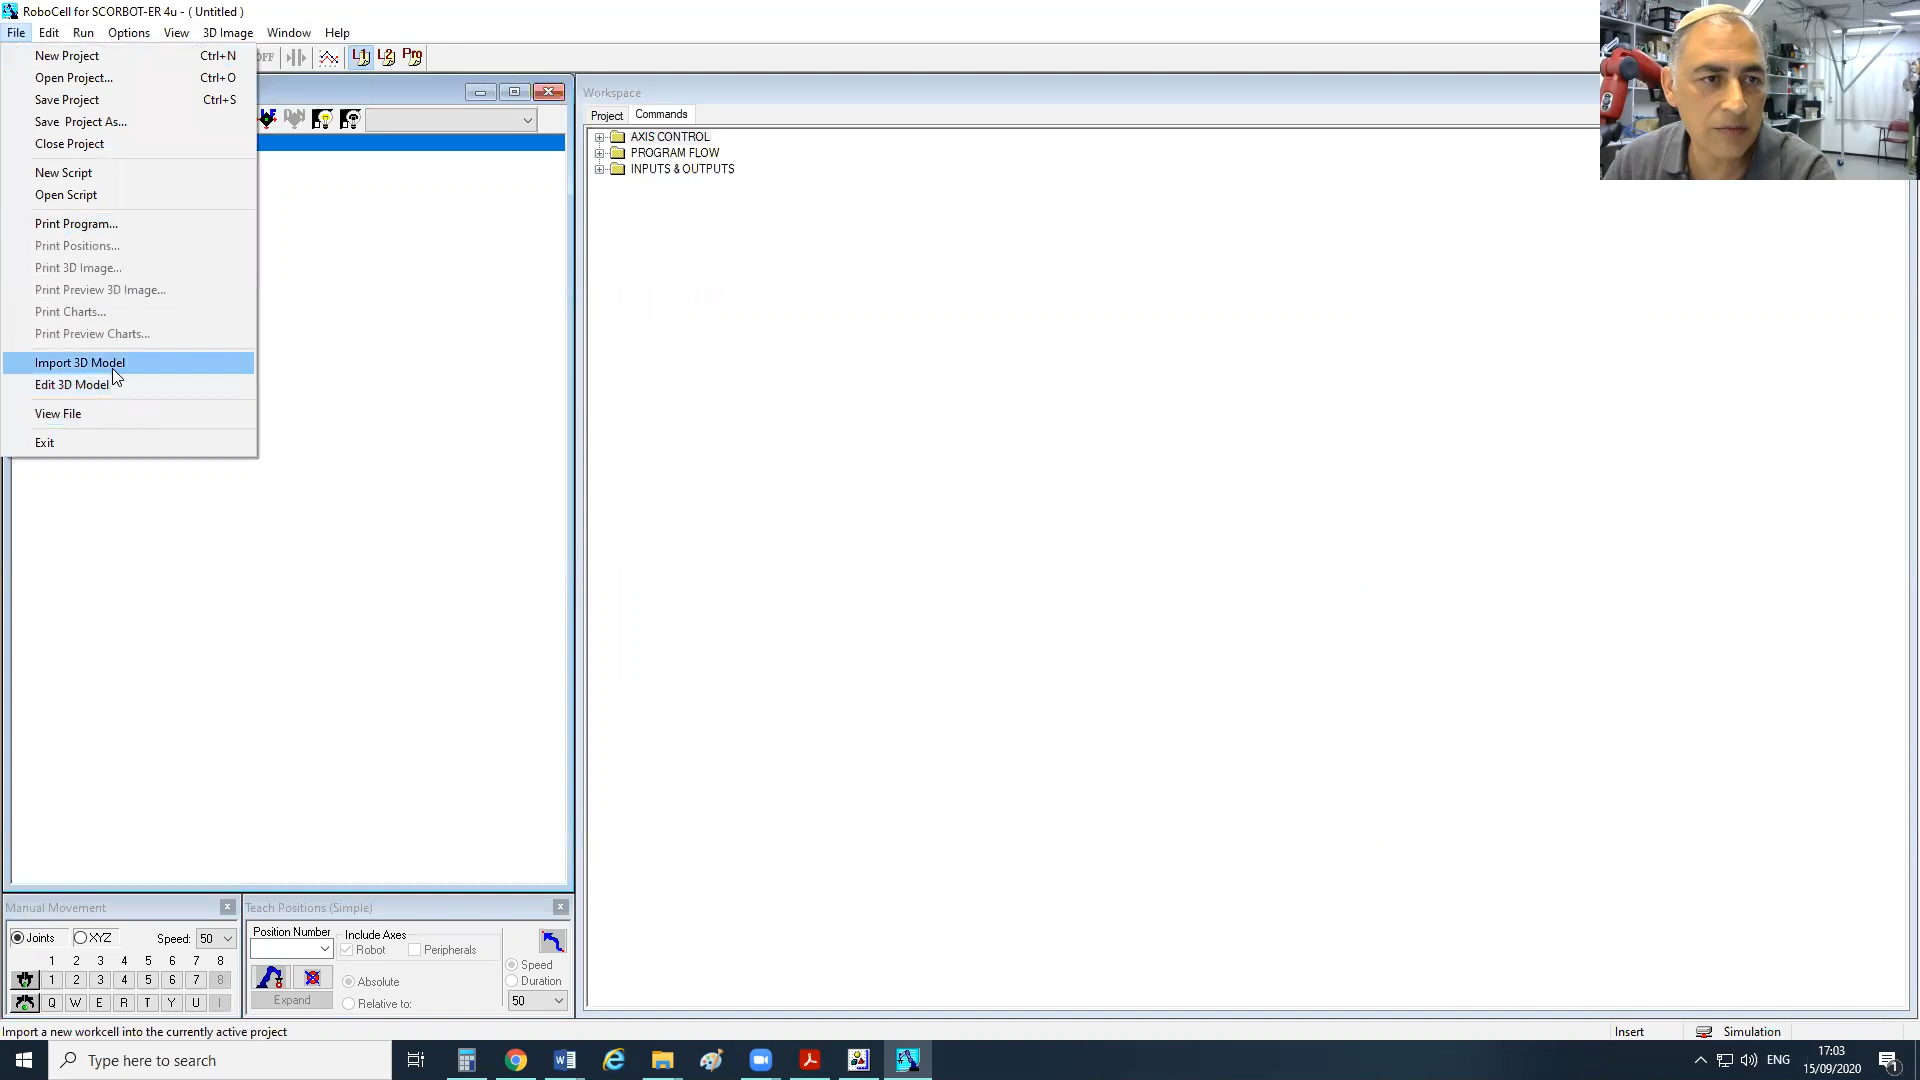 RoboCell for SCORBOT-ER 4u - ( Untitled )
File Edit Run Options View 3D Image Window Help
New Project Ctrl+N
Open Project... Ctrl+O
Save Project Ctrl+S
Save Project As...
Close Project
New Script
Open Script
Print Program...
Print Positions...
Print 3D Image...
Print Preview 3D Image...
Print Charts...
Print Preview Charts...
Import 3D Model
Edit 3D Model
View File
Exit
OFF L1 L2 Pro
Workspace
Project Commands
AXIS CONTROL
PROGRAM FLOW
INPUTS & OUTPUTS
Manual Movement
Joints XYZ Speed: 50
1 2 3 4 5 6 7 8
1 2 3 4 5 6 7 8
Q W E R T Y U I
Teach Positions (Simple)
Position Number
Include Axes
Robot Peripherals
Absolute
Expand
Relative to:
Speed
Duration
50
Import a new workcell into the currently active project
Insert Simulation
Type here to search
ENG
17:03
15/09/2020
1